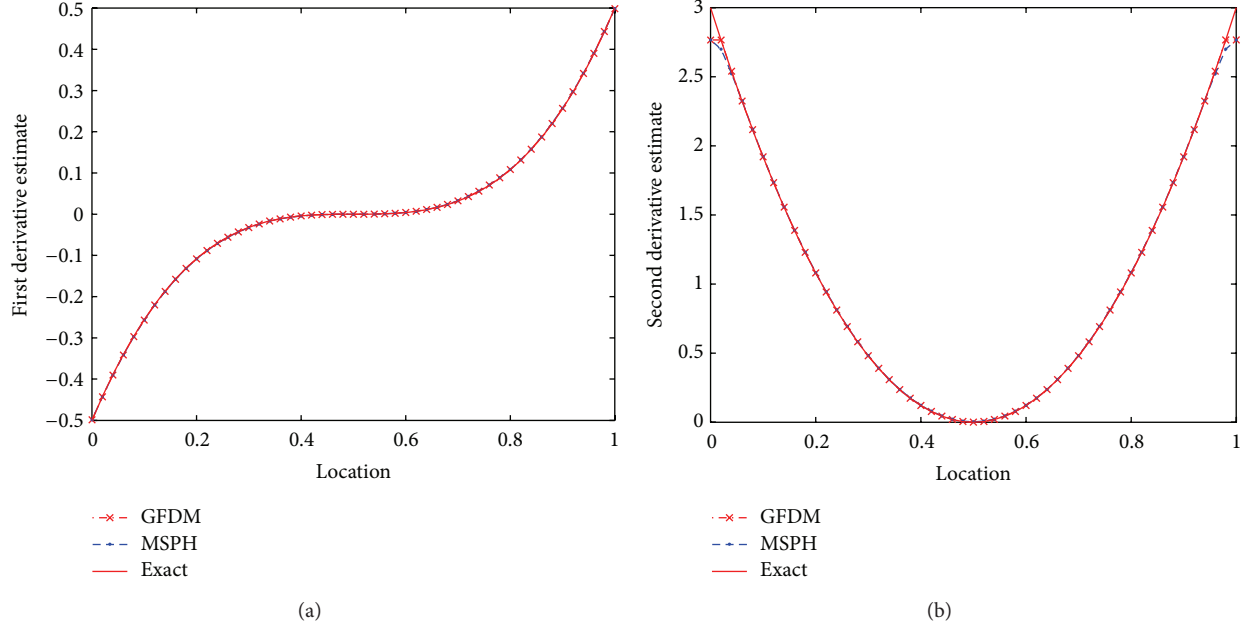 0.5
0.4
0.3
0.2
0.1
0
−0.1
−0.2
−0.3
−0.4
−0.5
First derivative estimate
0 0.2 0.4 0.6 0.8 1
Location
GFDM
MSPH
Exact
(a)
3
2.5
2
1.5
1
0.5
0
Second derivative estimate
0 0.2 0.4 0.6 0.8 1
Location
GFDM
MSPH
Exact
(b)